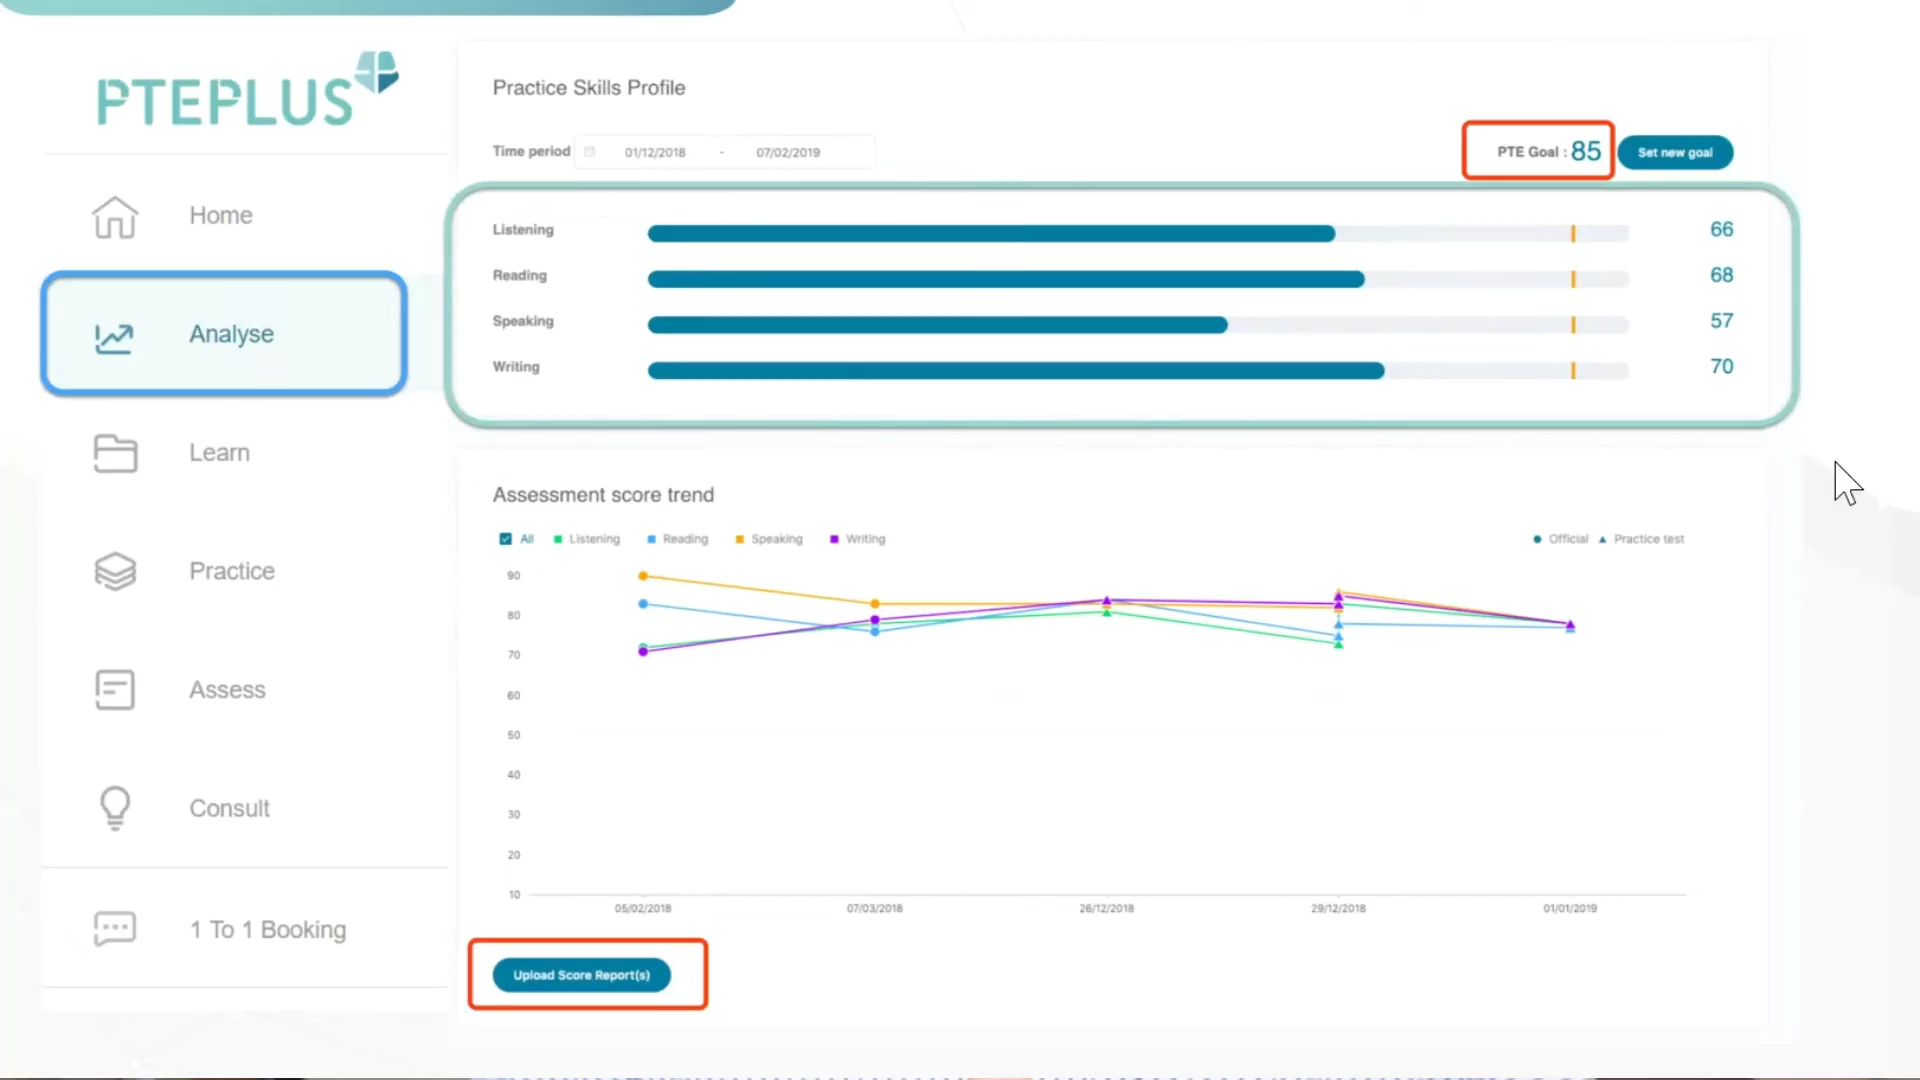 PTEPLUS
Home
Analyse
Learn
Practice
Assess
Consult
1 To 1 Booking
Practice Skills Profile
Time period 01/12/2018 - 07/02/2019
PTE Goal : 85 Set new goal
Listening 66
Reading 68
Speaking 57
Writing 70
Assessment score trend
All Listening Reading Speaking Writing Official Practice test
90
80
70
60
50
40
30
20
10
05/02/2018 07/03/2018 26/12/2018 29/12/2018 01/01/2019
Upload Score Report(s)